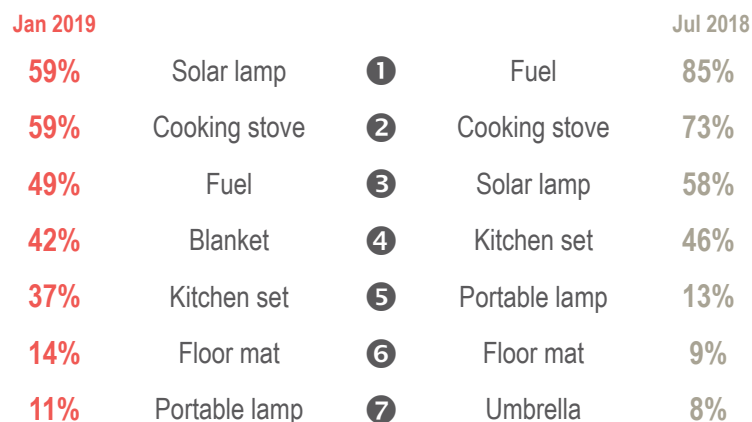 Jan 2019 Jul 2018
59% Solar lamp ❶ Fuel 85%
59% Cooking stove ❷ Cooking stove 73%
49% Fuel ❸ Solar lamp 58%
42% Blanket ❹ Kitchen set 46%
37% Kitchen set ❺ Portable lamp 13%
14% Floor mat ❻ Floor mat 9%
11% Portable lamp ❼ Umbrella 8%